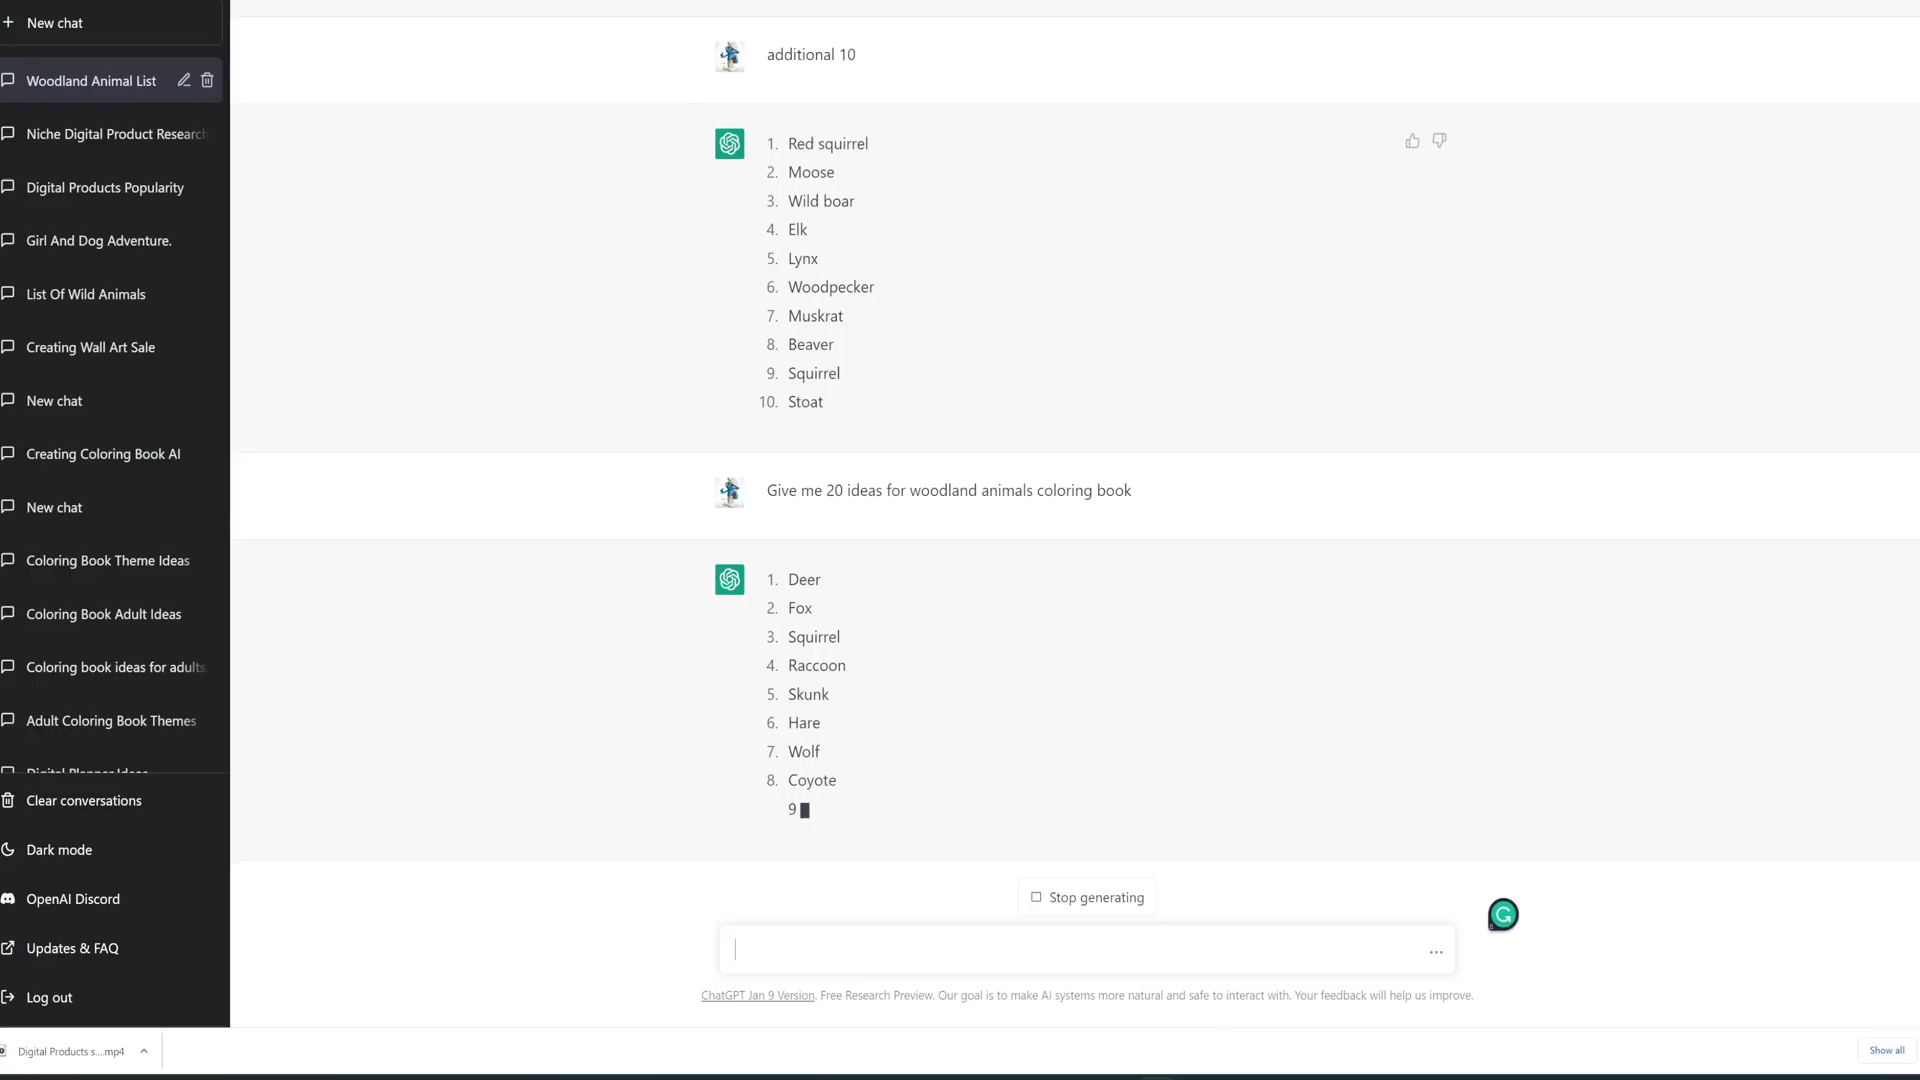 New chat
Woodland Animal List
Niche Digital Product Research
Digital Products Popularity
Girl And Dog Adventure.
List Of Wild Animals
Creating Wall Art Sale
New chat
Creating Coloring Book AI
New chat
Coloring Book Theme Ideas
Coloring Book Adult Ideas
Coloring book ideas for adults.
Adult Coloring Book Themes
Digital Planner Ideas
Clear conversations
Dark mode
OpenAI Discord
Updates & FAQ
Log out
additional 10
1. Red squirrel
2. Moose
3. Wild boar
4. Elk
5. Lynx
6. Woodpecker
7. Muskrat
8. Beaver
9. Squirrel
10. Stoat
Give me 20 ideas for woodland animals coloring book
1. Deer
2. Fox
3. Squirrel
4. Raccoon
5. Skunk
6. Hare
7. Wolf
8. Coyote
9
Stop generating
ChatGPT Jan 9 Version. Free Research Preview. Our goal is to make AI systems more natural and safe to interact with. Your feedback will help us improve.
Digital Products s....mp4
Show all